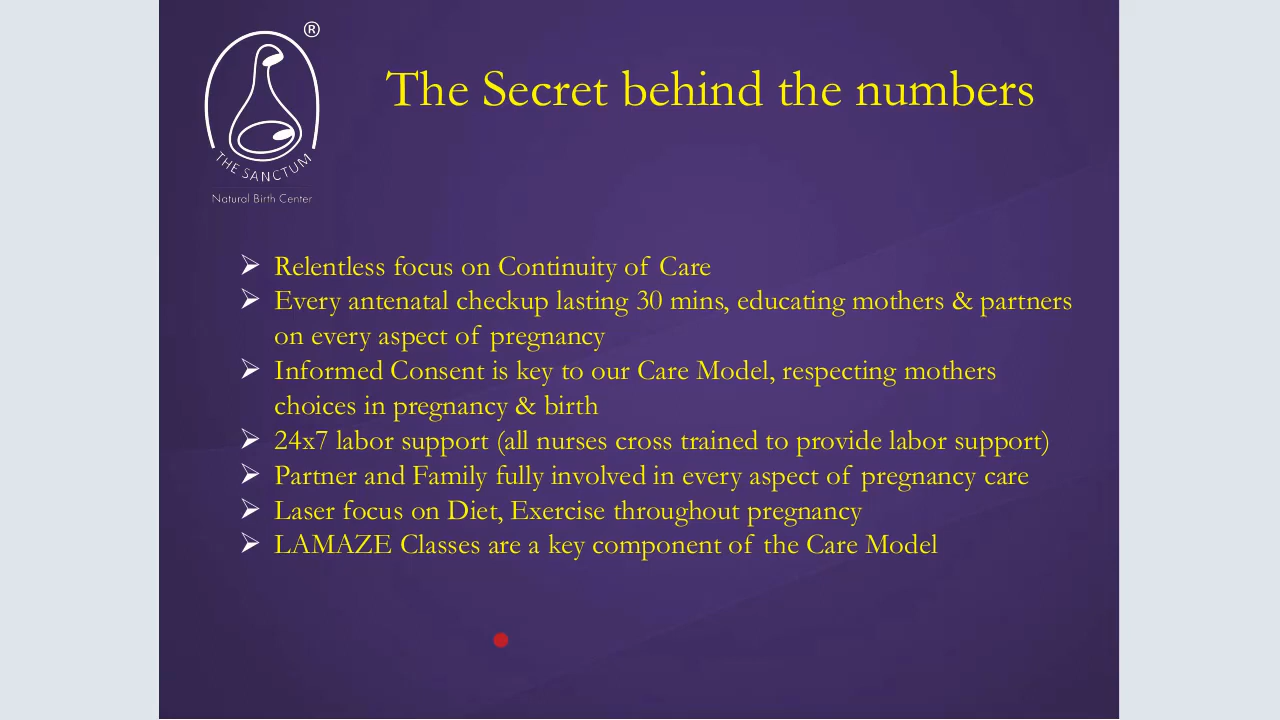 ®
The Secret behind the numbers
THE SANCTUM
Natural Birth Center
Relentless focus on Continuity of Care
Every antenatal checkup lasting 30 mins, educating mothers & partners
on every aspect of pregnancy
Informed Consent is key to our Care Model, respecting mothers
choices in pregnancy & birth
24x7 labor support (all nurses cross trained to provide labor support)
Partner and Family fully involved in every aspect of pregnancy care
Laser focus on Diet, Exercise throughout pregnancy
LAMAZE Classes are a key component of the Care Model